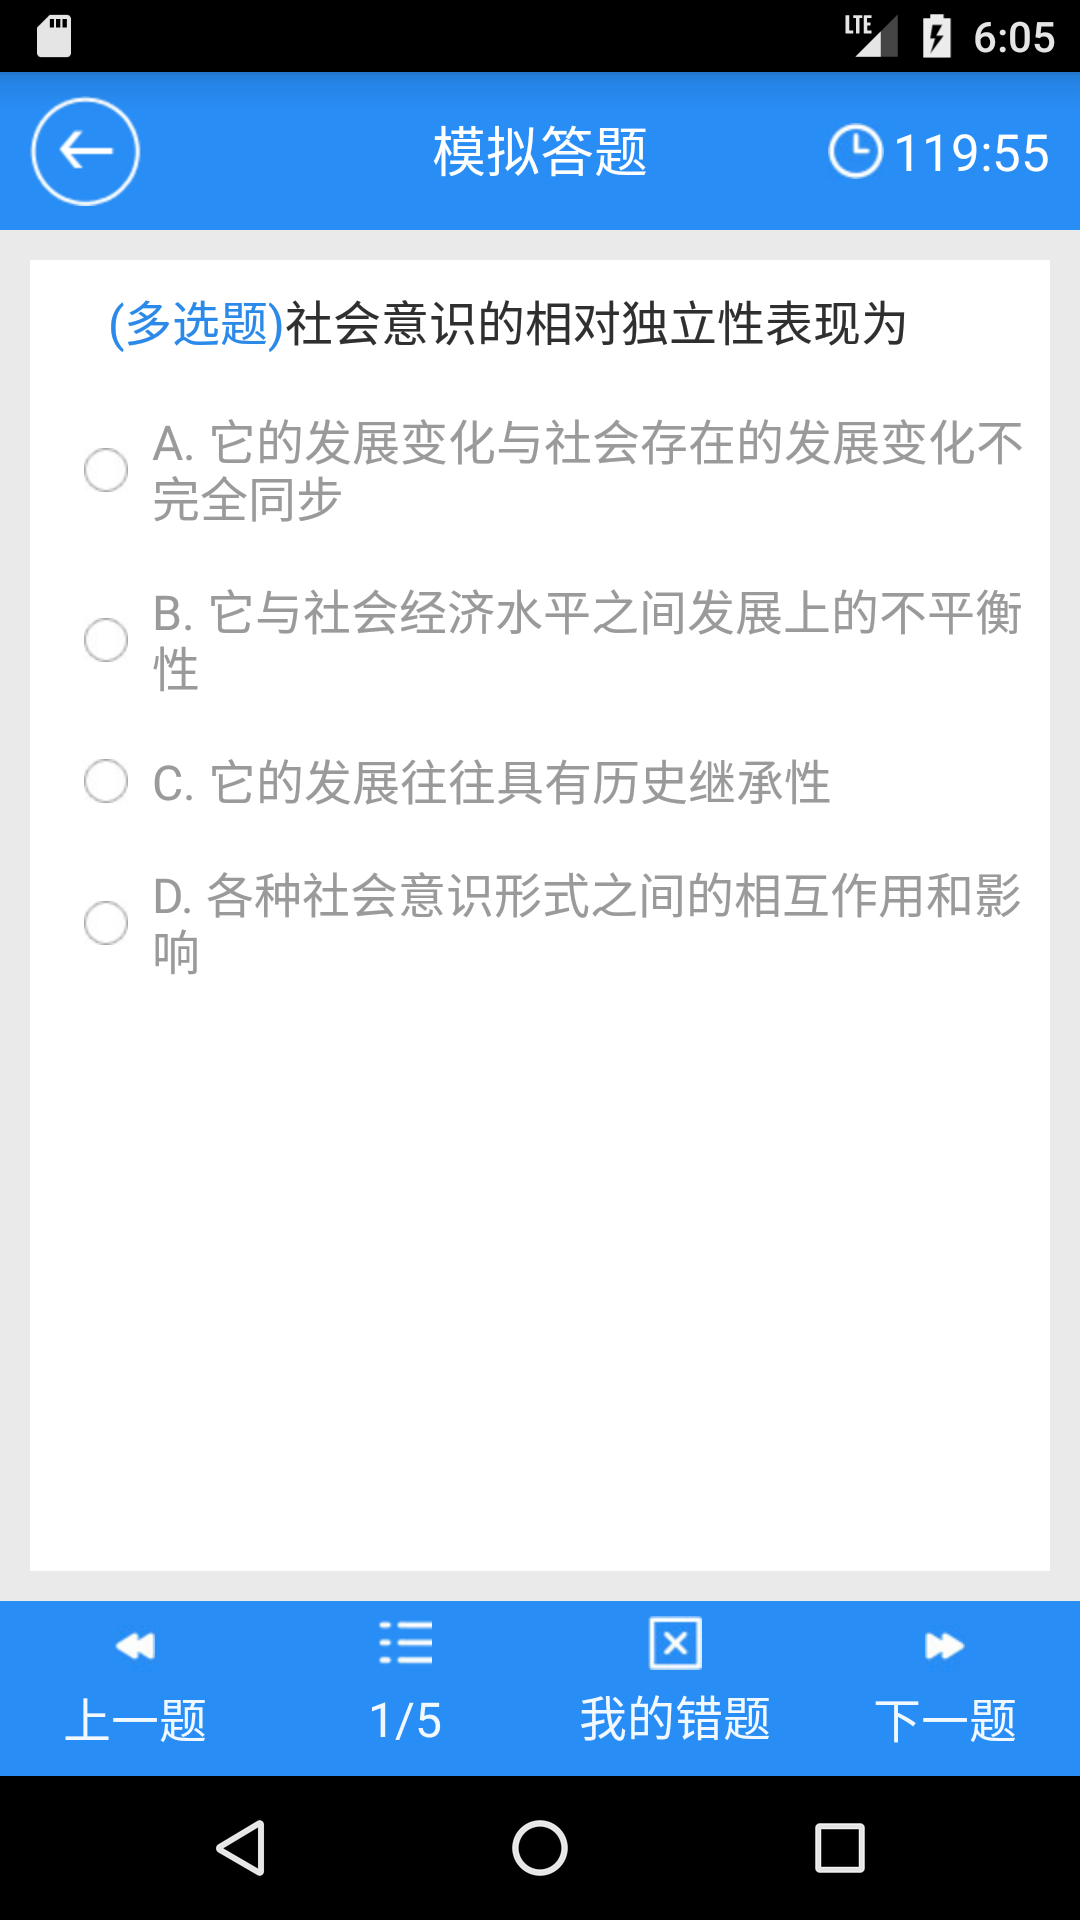 LTE 6:05
模拟答题 119:55
(多选题)社会意识的相对独立性表现为
A. 它的发展变化与社会存在的发展变化不
完全同步
B. 它与社会经济水平之间发展上的不平衡
性
C. 它的发展往往具有历史继承性
D. 各种社会意识形式之间的相互作用和影
响
上一题 1/5 我的错题 下一题